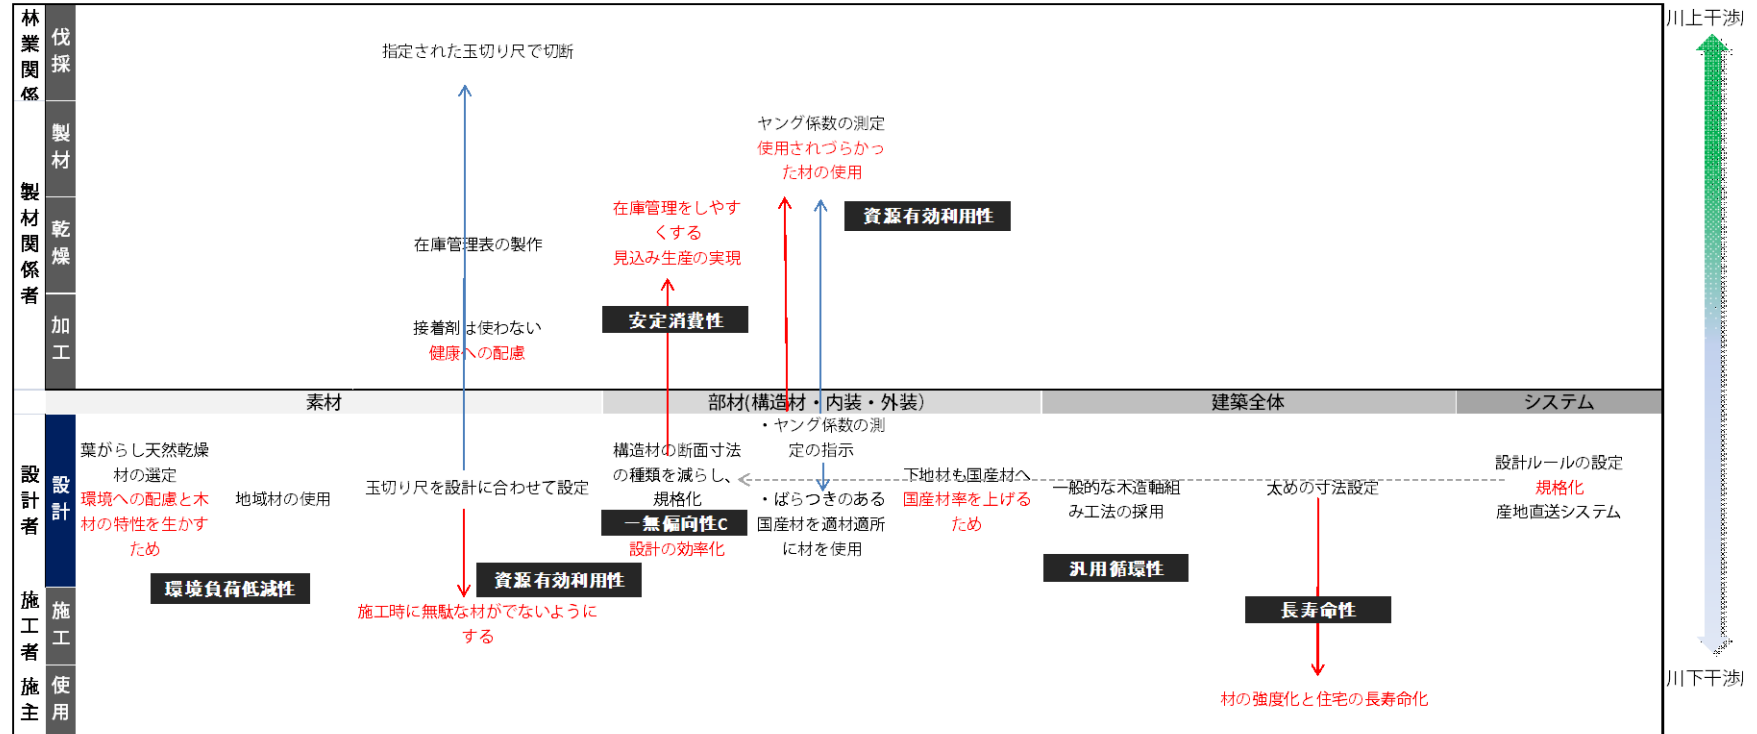 林業関係
伐採
指定された玉切り尺で切断
川上干渉
製材関係者
製材
ヤング係数の測定
使用されづらかっ
た材の使用
乾燥
在庫管理をしやす
くする
見込み生産の実現
資源有効利用性
在庫管理表の製作
加工
安定消費性
接着剤は使わない
健康への配慮
素材
部材(構造材・内装・外装)
建築全体
システム
設計者
設計
葉がらし天然乾燥
材の選定
環境への配慮と木
材の特性を生かす
ため
地域材の使用
玉切り尺を設計に合わせて設定
構造材の断面寸法
の種類を減らし、
規格化
一無偏向性C
設計の効率化
・ヤング係数の測
定の指示
・ばらつきのある
国産材を適材適所
に材を使用
下地材も国産材へ
国産材率を上げる
ため
一般的な木造軸組
み工法の採用
太めの寸法設定
設計ルールの設定
規格化
産地直送システム
環境負荷低減性
資源有効利用性
汎用循環性
施工者
施工
施工時に無駄な材がでないように
する
長寿命性
施主
使用
材の強度化と住宅の長寿命化
川下干渉